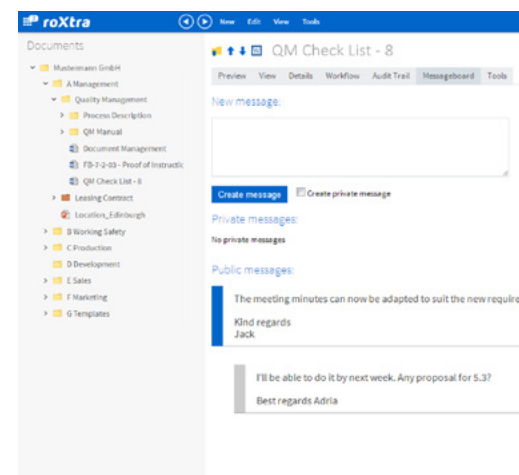 roXtra
New Edit View Tools
Documents
Mustermann GmbH
A Management
Quality Management
Process Description
QM Manual
Document Management
FB-7-2-03 - Proof of Instructic
QM Check List - 8
Leasing Contract
Location_Edinburgh
B Working Safety
C Production
D Development
E Sales
F Marketing
G Templates
QM Check List - 8
Preview View Details Workflow Audit Trail Messageboard Tools
New message:
Create message Create private message
Private messages:
No private messages
Public messages:
The meeting minutes can now be adapted to suit the new require
Kind regards
Jack
I'll be able to do it by next week. Any proposal for 5.3?
Best regards Adria